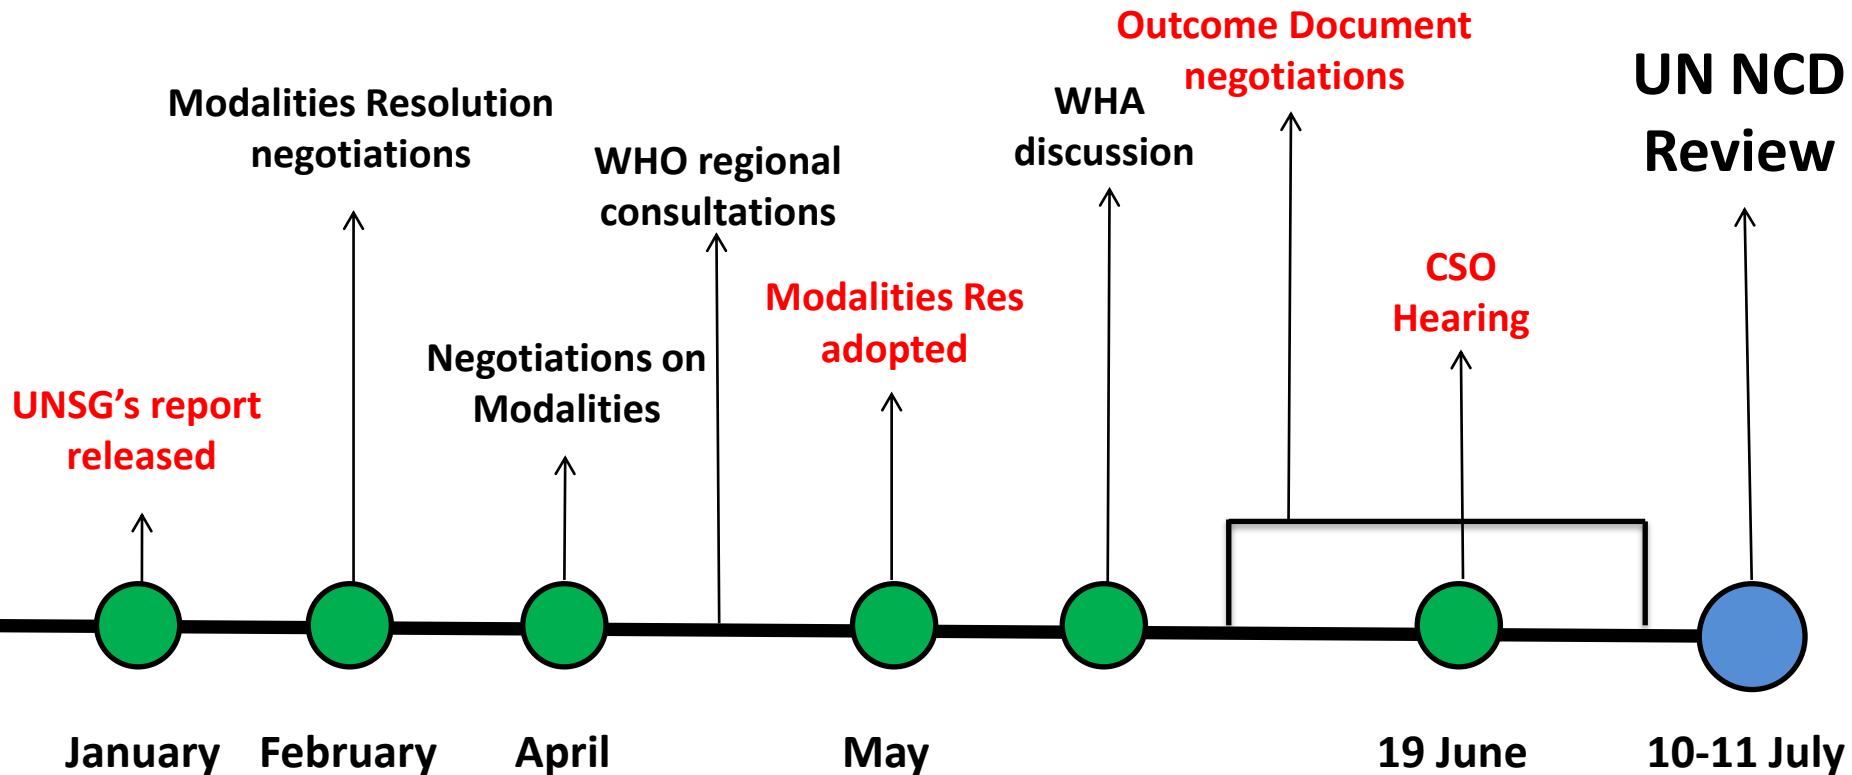 UNSG’s report
released
Modalities Resolution
negotiations
Negotiations on
Modalities
WHO regional
consultations
Modalities Res
adopted
WHA
discussion
Outcome Document
negotiations
CSO
Hearing
UN NCD
Review
January
February
April
May
19 June
10-11 July